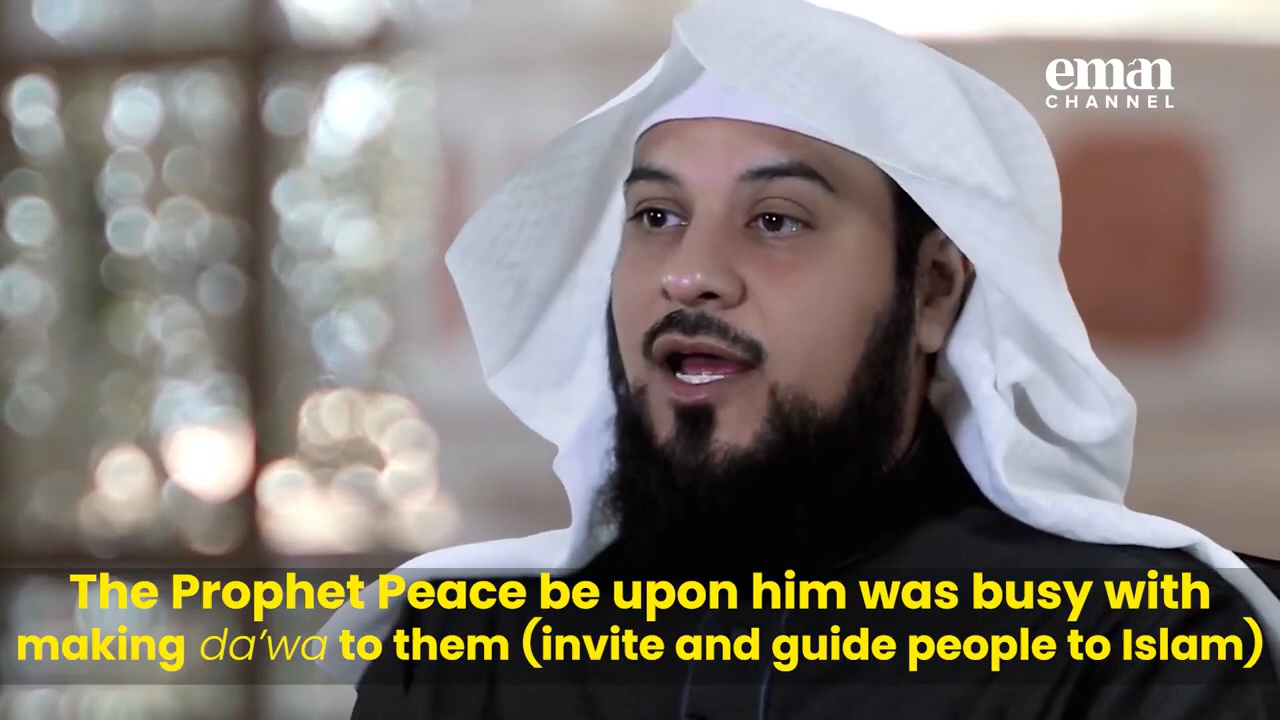 eman
CHANNEL
The Prophet Peace be upon him was busy with
making da'wa to them (invite and guide people to Islam)